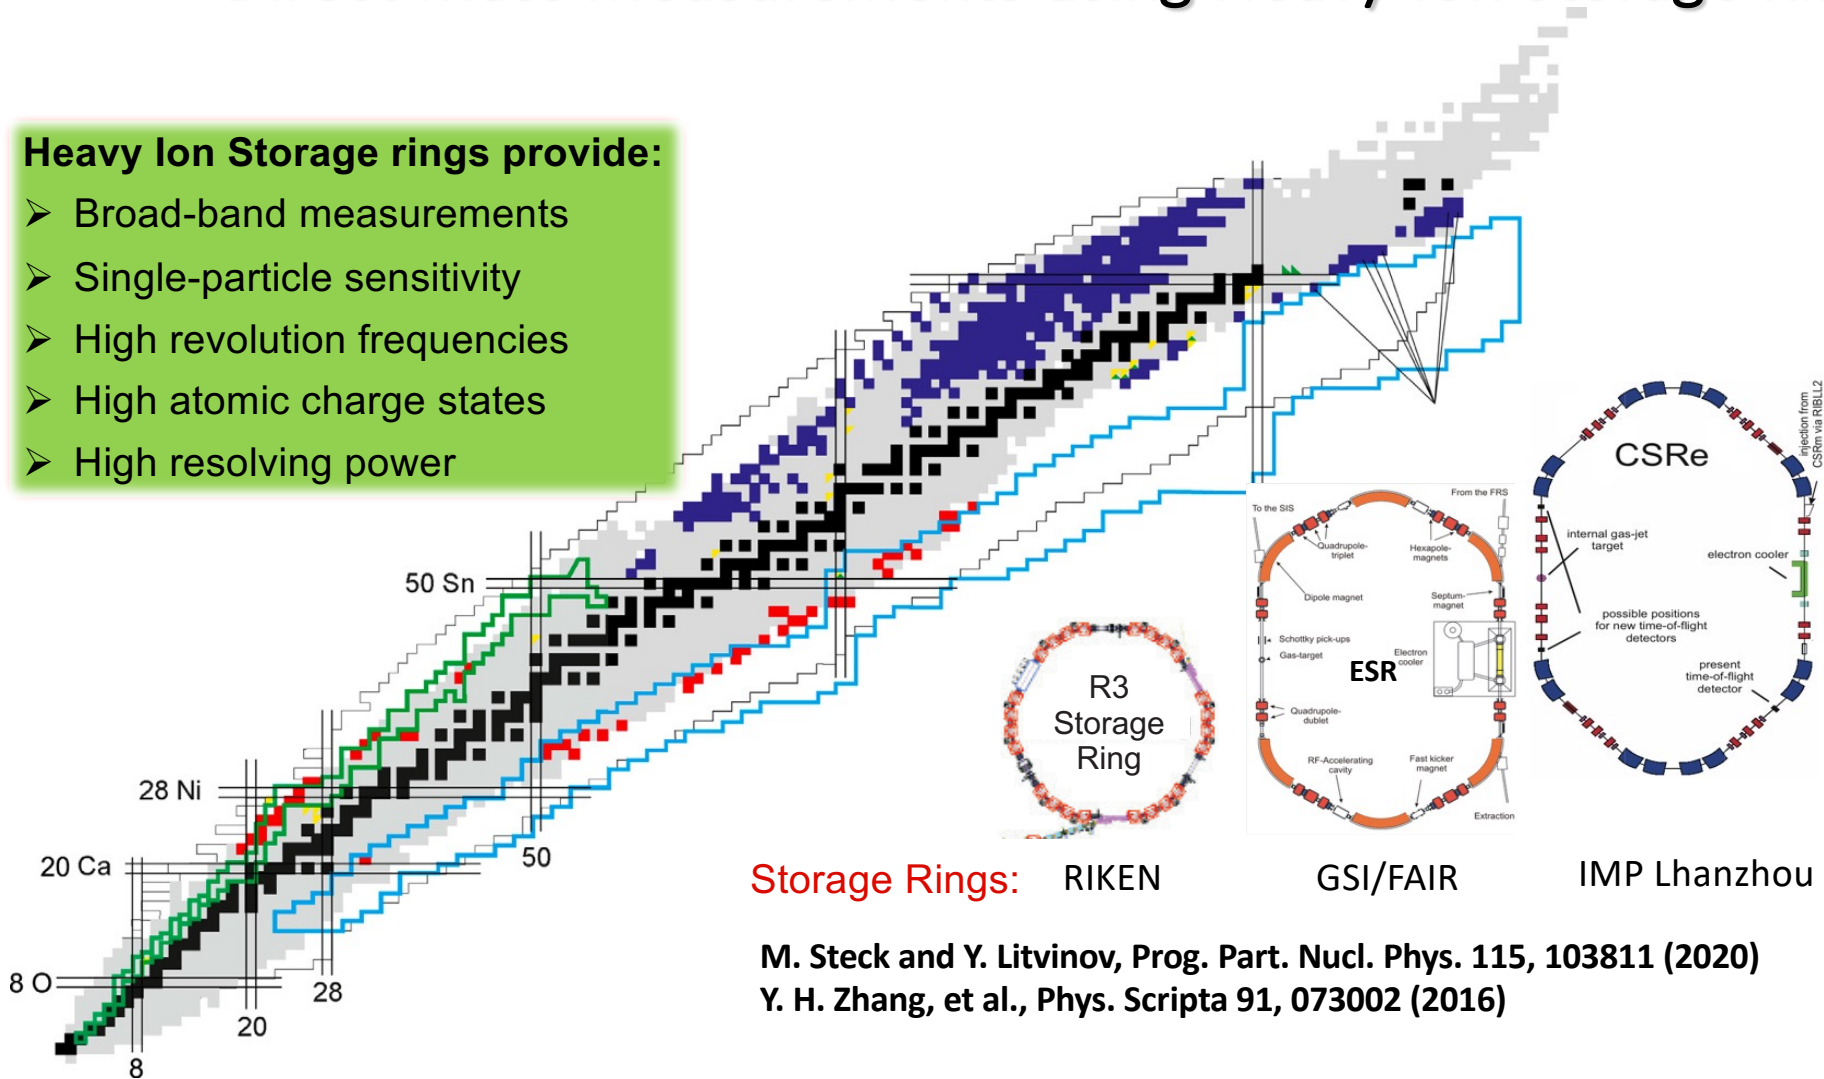 Heavy Ion Storage rings provide:
➢ Broad-band measurements
➢ Single-particle sensitivity
➢ High revolution frequencies
➢ High atomic charge states
➢ High resolving power
50 Sn
28 Ni
20 Ca
8 O
8
20
28
50
R3
Storage
Ring
To the SIS
From the FRS
Quadrupole-
triplet
Hexapole-
magnets
Dipole magnet
Septum-
magnet
Schottky pick-ups
Gas-target
Electron
cooler
ESR
Quadrupole-
dublet
RF-Accelerating
cavity
Fast kicker
magnet
Extraction
CSRe
injection from
CSRm via RIBLL2
internal gas-jet
target
electron cooler
possible positions
for new time-of-flight
detectors
present
time-of-flight
detector
Storage Rings: RIKEN GSI/FAIR IMP Lhanzhou
M. Steck and Y. Litvinov, Prog. Part. Nucl. Phys. 115, 103811 (2020)
Y. H. Zhang, et al., Phys. Scripta 91, 073002 (2016)